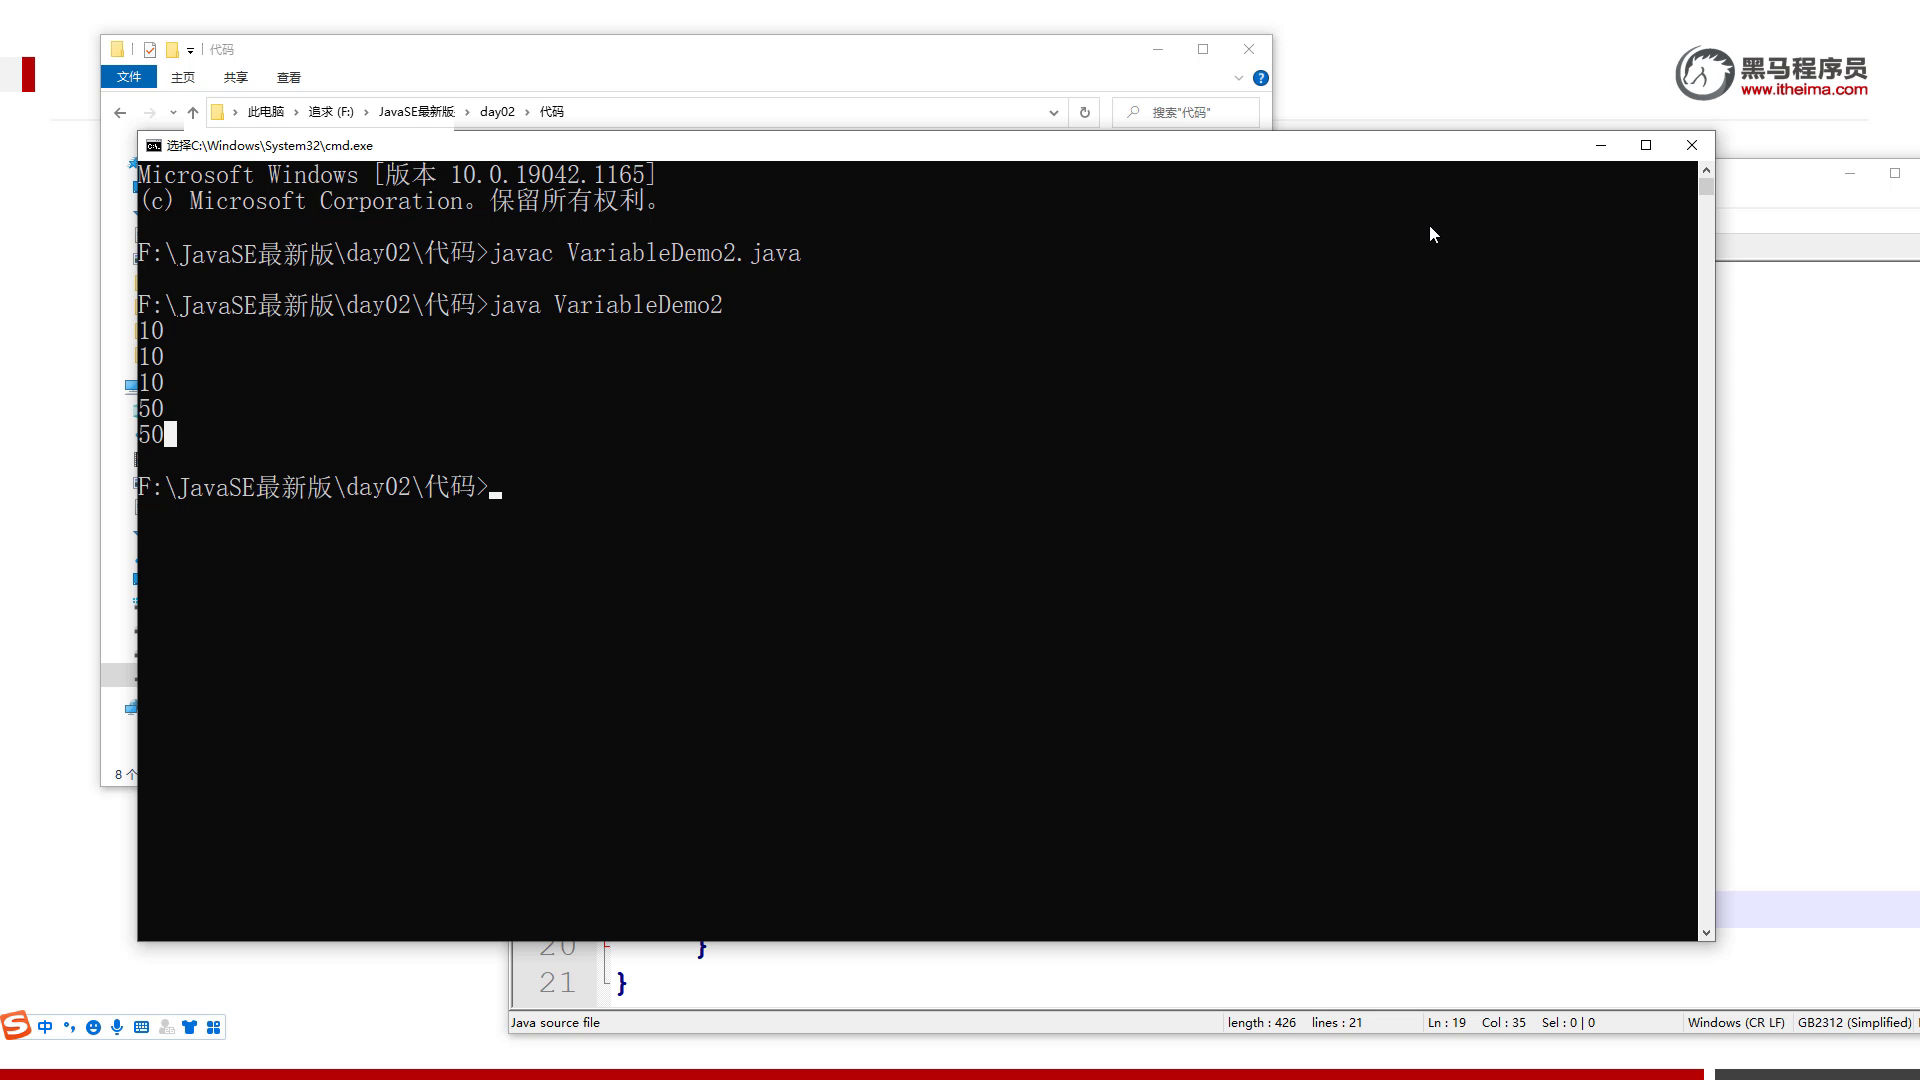 代码
文件 主页 共享 查看
此电脑 › 追求 (F:) › JavaSE最新版 › day02 › 代码
搜索"代码"
黑马程序员
www.itheima.com
选择C:\Windows\System32\cmd.exe
Microsoft Windows [版本 10.0.19042.1165]
(c) Microsoft Corporation。保留所有权利。
F:\JavaSE最新版\day02\代码>javac VariableDemo2.java
F:\JavaSE最新版\day02\代码>java VariableDemo2
10
10
10
50
50
F:\JavaSE最新版\day02\代码>
8 个
20 }
21 }
中
Java source file length : 426 lines : 21 Ln : 19 Col : 35 Sel : 0 | 0 Windows (CR LF) GB2312 (Simplified)